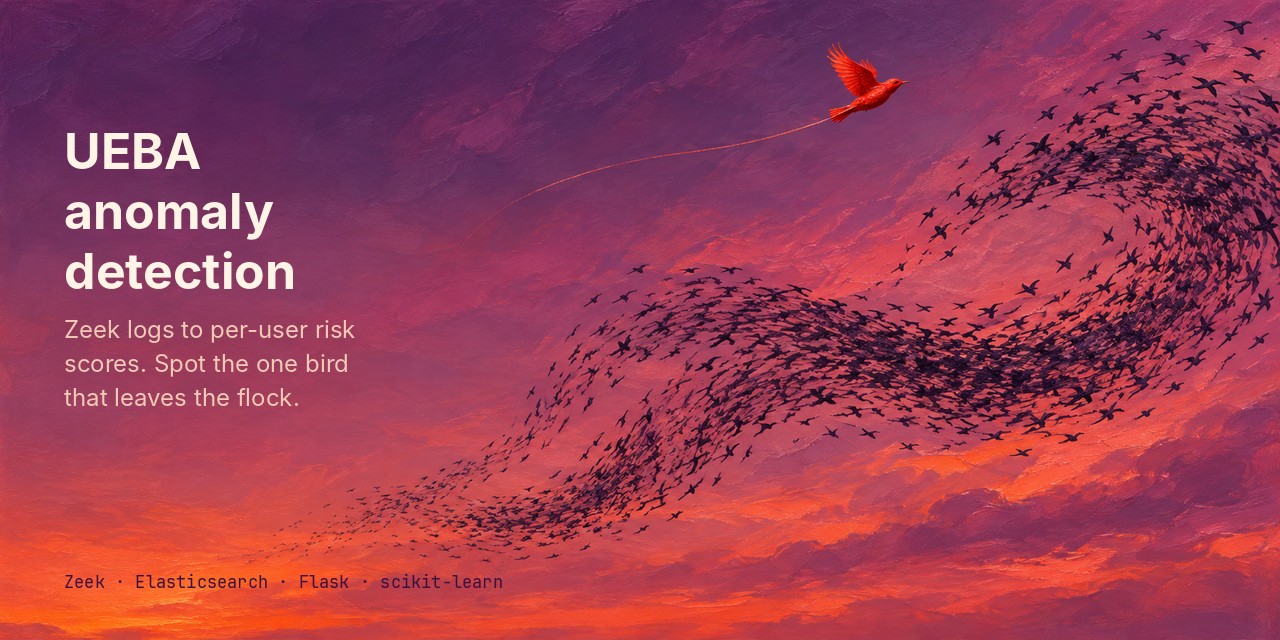 UEBA
anomaly
detection
Zeek logs to per-user risk
scores. Spot the one bird
that leaves the flock.
Zeek · Elasticsearch · Flask · scikit-learn